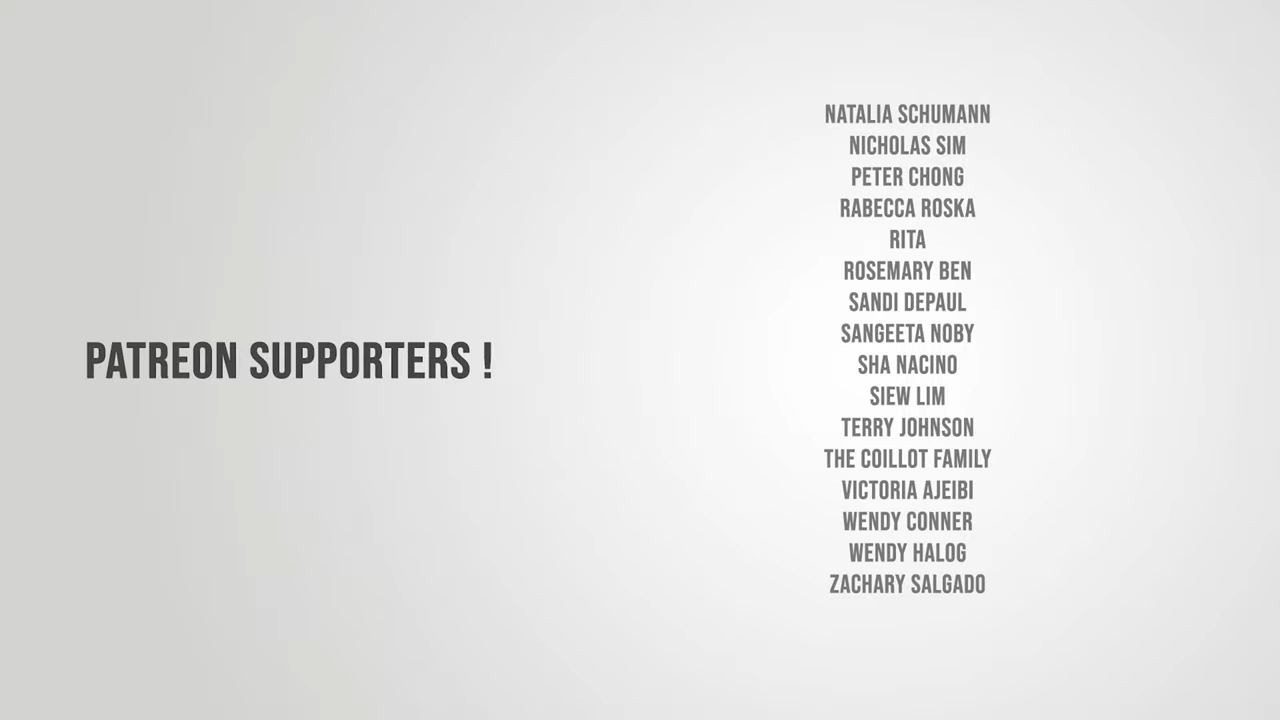 PATREON SUPPORTERS !
NATALIA SCHUMANN
NICHOLAS SIM
PETER CHONG
RABECCA ROSKA
RITA
ROSEMARY BEN
SANDI DEPAUL
SANGEETA NOBY
SHA NACINO
SIEW LIM
TERRY JOHNSON
THE COILLOT FAMILY
VICTORIA AJEIBI
WENDY CONNER
WENDY HALOG
ZACHARY SALGADO